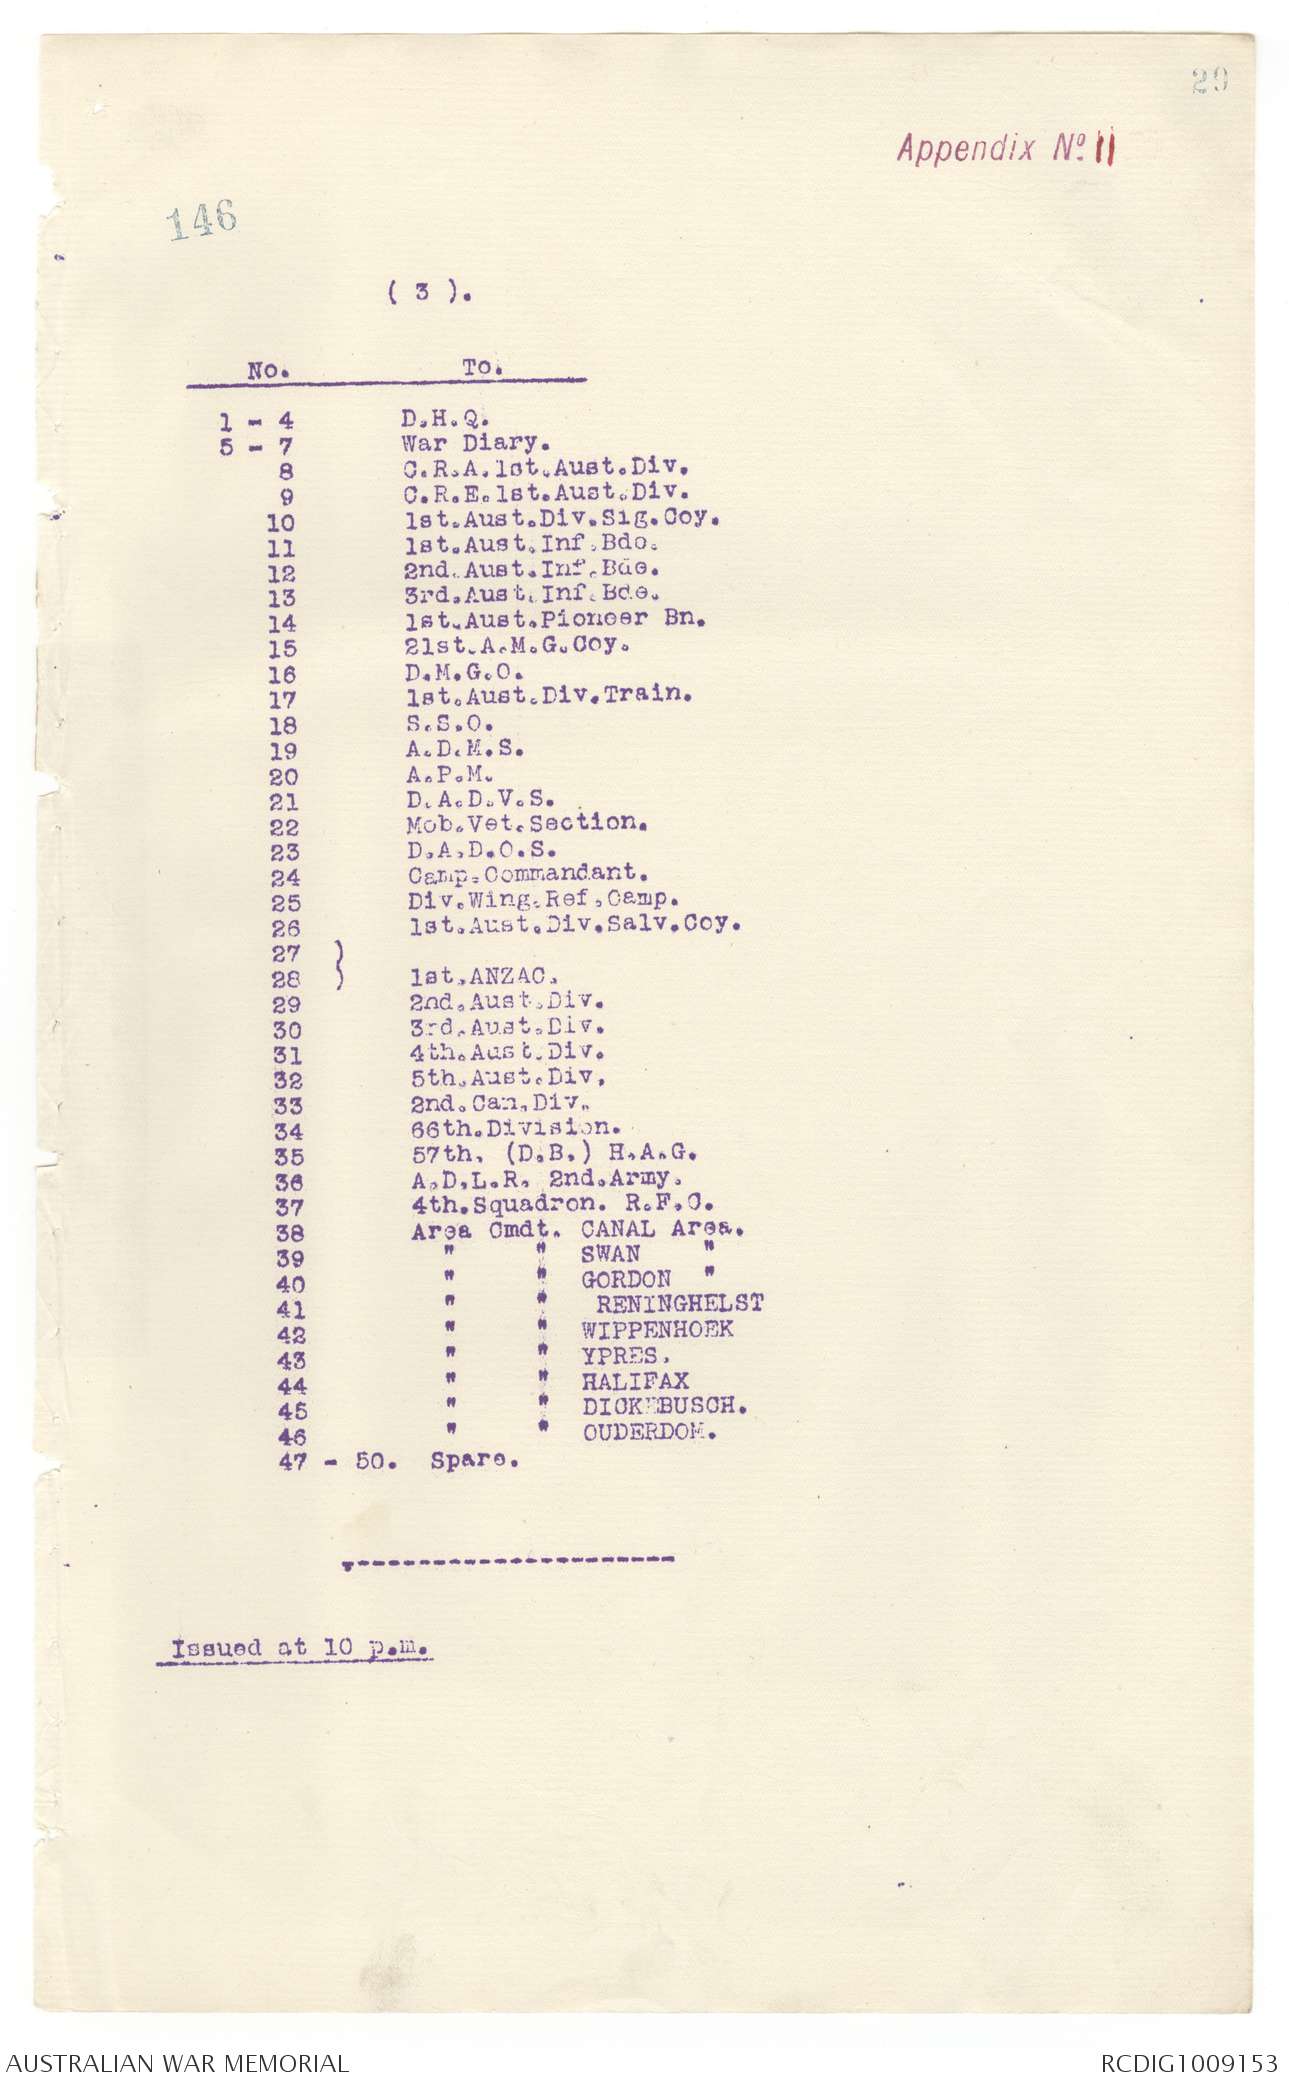 29
Appendix Nº 11
146
( 3 ).
No. To.
1 - 4 D.H.Q.
5 - 7 War Diary.
8 C.R.A.1st.Aust.Div.
9 C.R.E.1st.Aust.Div.
10 1st.Aust.Div.Sig.Coy.
11 1st.Aust.Inf.Bde.
12 2nd.Aust.Inf.Bde.
13 3rd.Aust.Inf.Bde.
14 1st.Aust.Pioneer Bn.
15 21st.A.M.G.Coy.
16 D.M.G.O.
17 1st.Aust.Div.Train.
18 S.S.O.
19 A.D.M.S.
20 A.P.M.
21 D.A.D.V.S.
22 Mob.Vet.Section.
23 D.A.D.O.S.
24 Camp.Commandant.
25 Div.Wing.Ref.Camp.
26 1st.Aust.Div.Salv.Coy.
27 }
28 } 1st.ANZAC.
29 2nd.Aust.Div.
30 3rd.Aust.Div.
31 4th.Aust.Div.
32 5th.Aust.Div.
33 2nd.Can.Div.
34 66th.Division.
35 57th. (D.B.) H.A.G.
36 A.D.L.R. 2nd.Army.
37 4th.Squadron. R.F.C.
38 Area Cmdt. CANAL Area.
39 " " SWAN "
40 " " GORDON "
41 " " RENINGHELST
42 " " WIPPENHOEK
43 " " YPRES.
44 " " HALIFAX
45 " " DICKEBUSCH.
46 " " OUDERDOM.
47 - 50. Spare.
Issued at 10 p.m.
AUSTRALIAN WAR MEMORIAL
RCDIG1009153